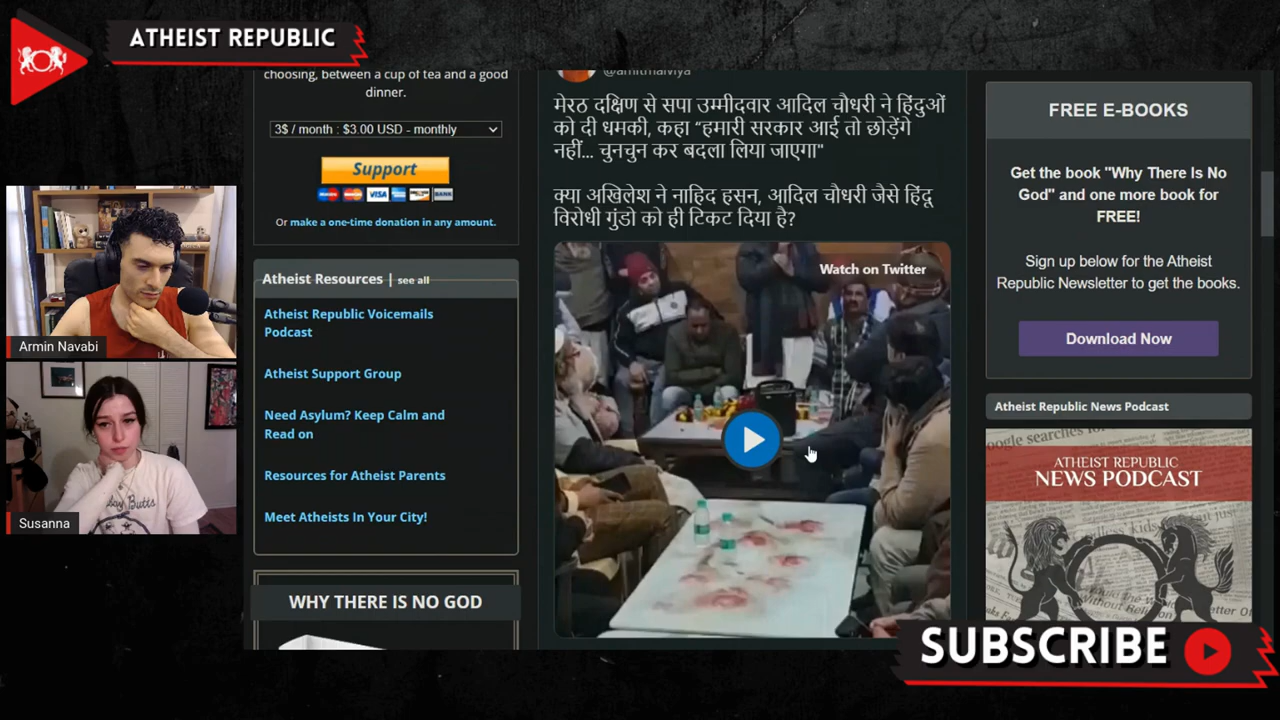 ATHEIST REPUBLIC
choosing, between a cup of tea and a good
dinner.
3$ / month : $3.00 USD - monthly
Support
VISA
BANK
Or make a one-time donation in any amount.
Atheist Resources | see all
Atheist Republic Voicemails
Podcast
Atheist Support Group
Need Asylum? Keep Calm and
Read on
Resources for Atheist Parents
Meet Atheists In Your City!
WHY THERE IS NO GOD
@amitmalviya
मेरठ दक्षिण से सपा उम्मीदवार आदिल चौधरी ने हिंदुओं
को दी धमकी, कहा “हमारी सरकार आई तो छोड़ेंगे
नहीं... चुनचुन कर बदला लिया जाएगा"
क्या अखिलेश ने नाहिद हसन, आदिल चौधरी जैसे हिंदू
विरोधी गुंडो को ही टिकट दिया है?
Watch on Twitter
FREE E-BOOKS
Get the book "Why There Is No
God" and one more book for
FREE!
Sign up below for the Atheist
Republic Newsletter to get the books.
Download Now
Atheist Republic News Podcast
ATHEIST REPUBLIC
NEWS PODCAST
Armin Navabi
Susanna
SUBSCRIBE